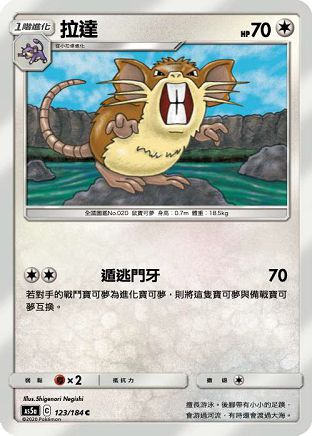 1階進化
拉達
HP 70
從小拉達進化
全國圖鑑No.020 鼠寶可夢 身高：0.7m 體重：18.5kg
遁逃門牙 70
若對手的戰鬥寶可夢為進化寶可夢，則將這隻寶可夢與備戰寶可
夢互換。
弱點 ×2 抵抗力 撤退
Illus.Shigenori Negishi
AS5a C 123/184 C
©2020 Pokémon
擅長游泳。後腳帶有小小的足蹼，
會游過河流，有時還會渡過大海。